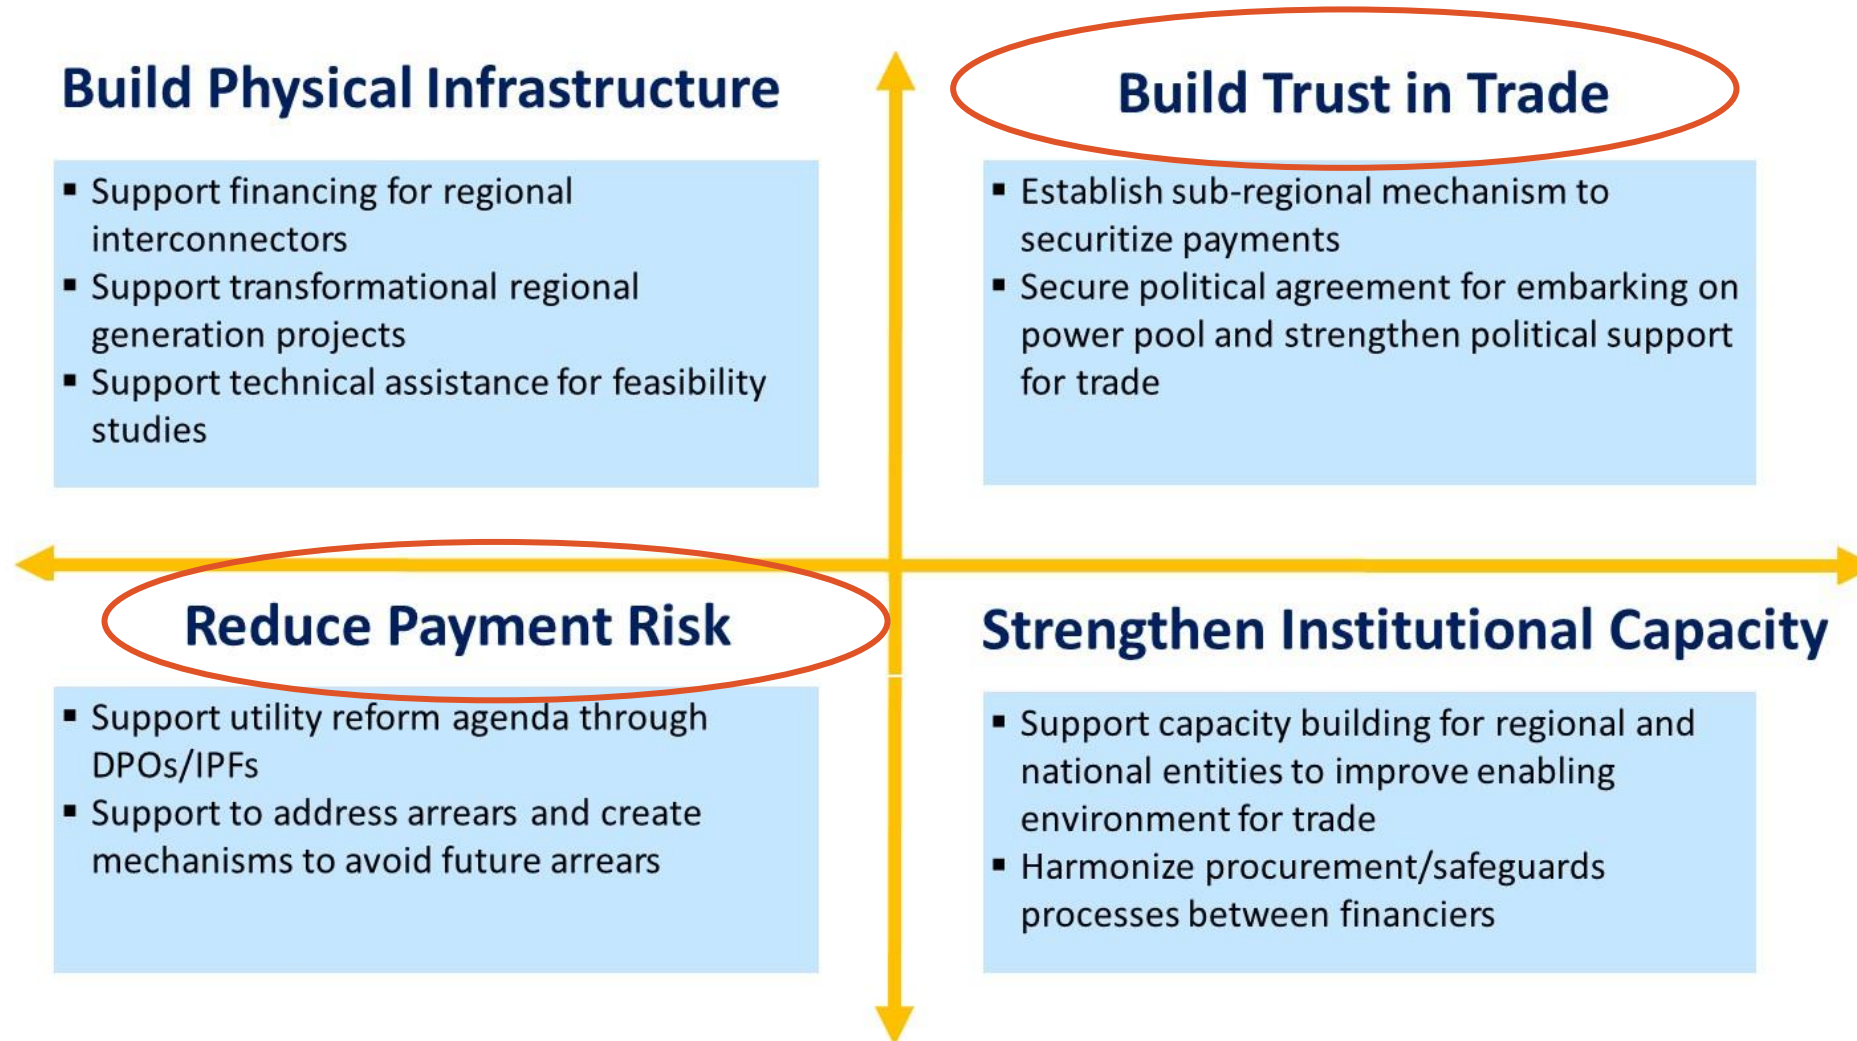 Build Physical Infrastructure
▪ Support financing for regional
interconnectors
▪ Support transformational regional
generation projects
▪ Support technical assistance for feasibility
studies
Build Trust in Trade
▪ Establish sub-regional mechanism to
securitize payments
▪ Secure political agreement for embarking on
power pool and strengthen political support
for trade
Reduce Payment Risk
▪ Support utility reform agenda through
DPOs/IPFs
▪ Support to address arrears and create
mechanisms to avoid future arrears
Strengthen Institutional Capacity
▪ Support capacity building for regional and
national entities to improve enabling
environment for trade
▪ Harmonize procurement/safeguards
processes between financiers